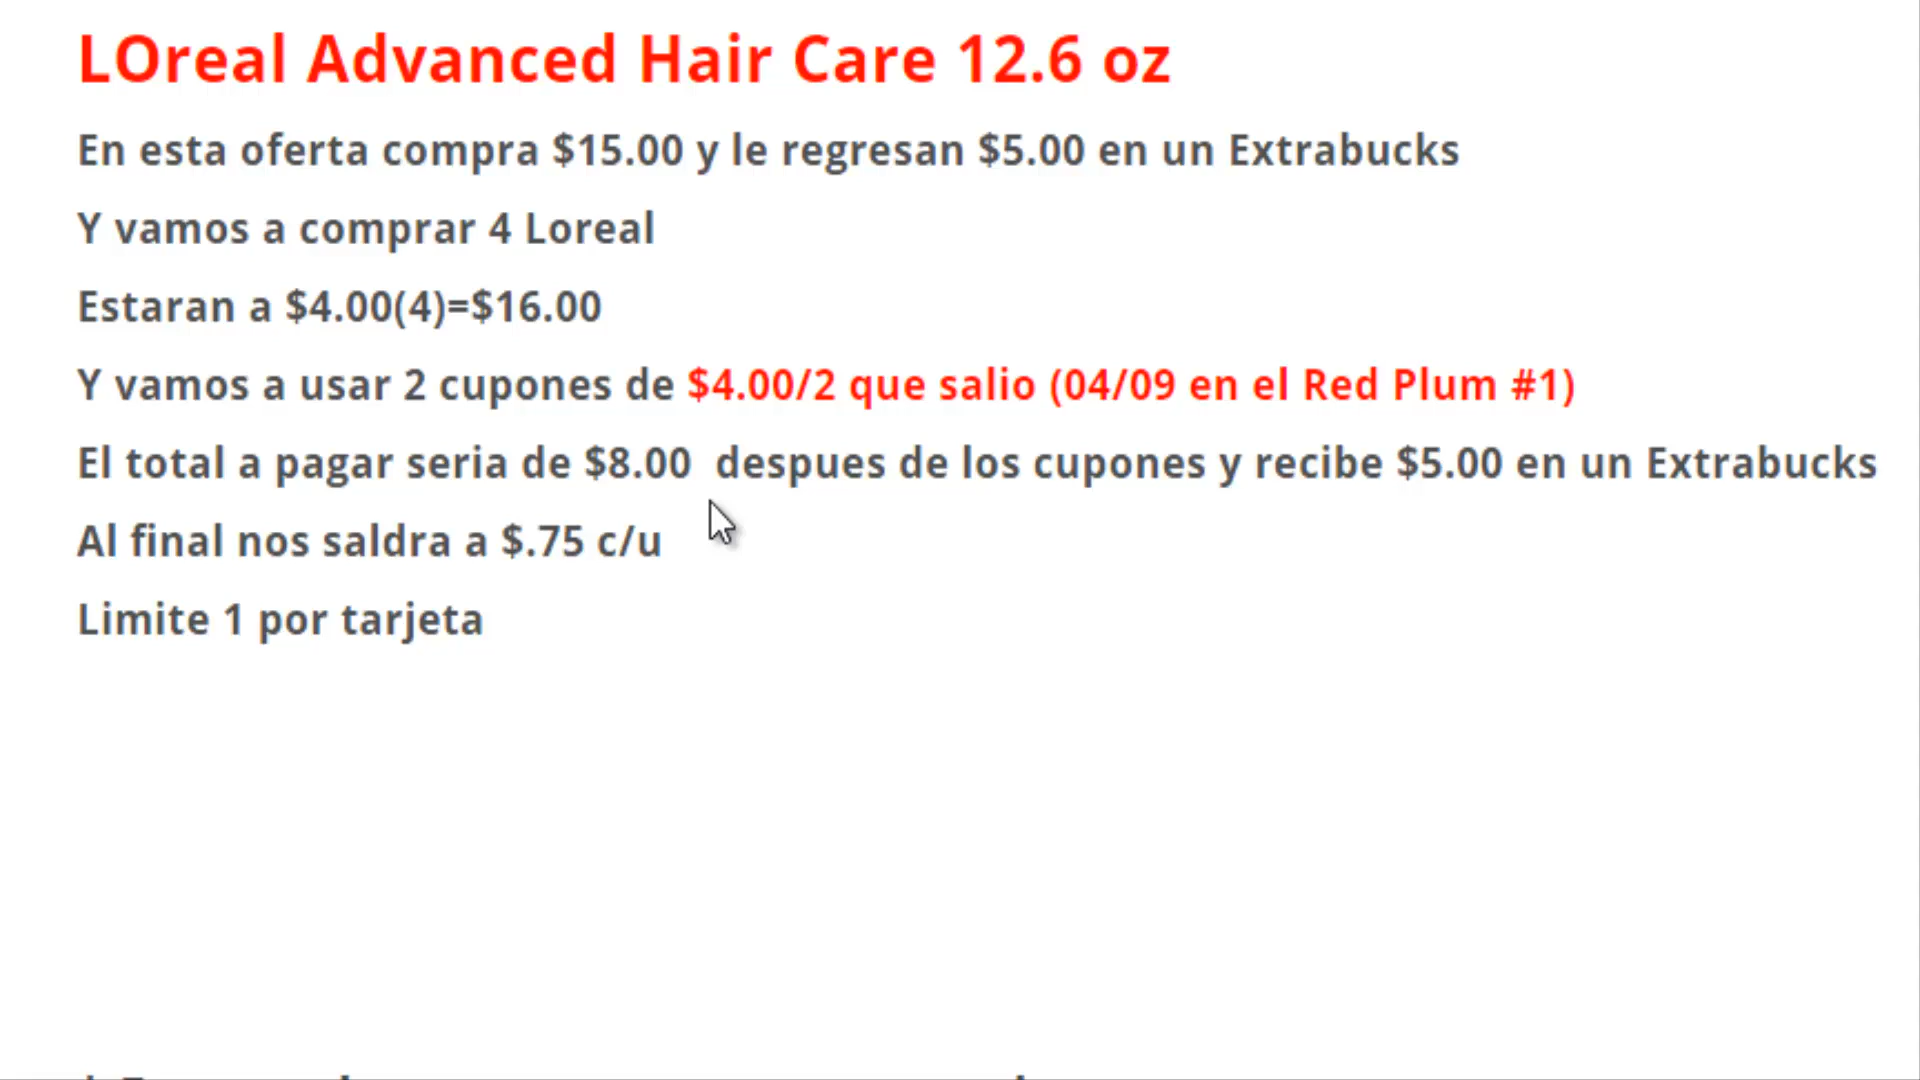 LOreal Advanced Hair Care 12.6 oz
En esta oferta compra $15.00 y le regresan $5.00 en un Extrabucks
Y vamos a comprar 4 Loreal
Estaran a $4.00(4)=$16.00
Y vamos a usar 2 cupones de $4.00/2 que salio (04/09 en el Red Plum #1)
El total a pagar seria de $8.00  despues de los cupones y recibe $5.00 en un Extrabucks
Al final nos saldra a $.75 c/u
Limite 1 por tarjeta